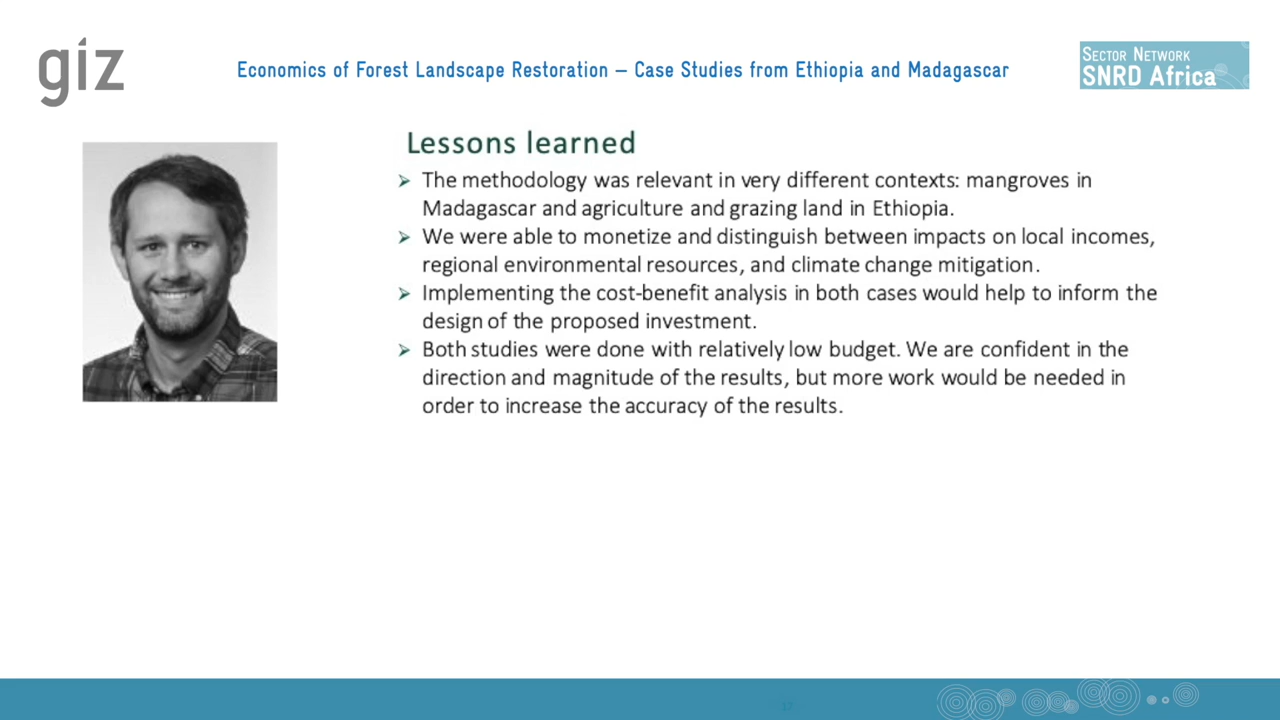 giz
Economics of Forest Landscape Restoration – Case Studies from Ethiopia and Madagascar
Sector Network
SNRD Africa
Lessons learned
➢ The methodology was relevant in very different contexts: mangroves in
Madagascar and agriculture and grazing land in Ethiopia.
➢ We were able to monetize and distinguish between impacts on local incomes,
regional environmental resources, and climate change mitigation.
➢ Implementing the cost-benefit analysis in both cases would help to inform the
design of the proposed investment.
➢ Both studies were done with relatively low budget. We are confident in the
direction and magnitude of the results, but more work would be needed in
order to increase the accuracy of the results.